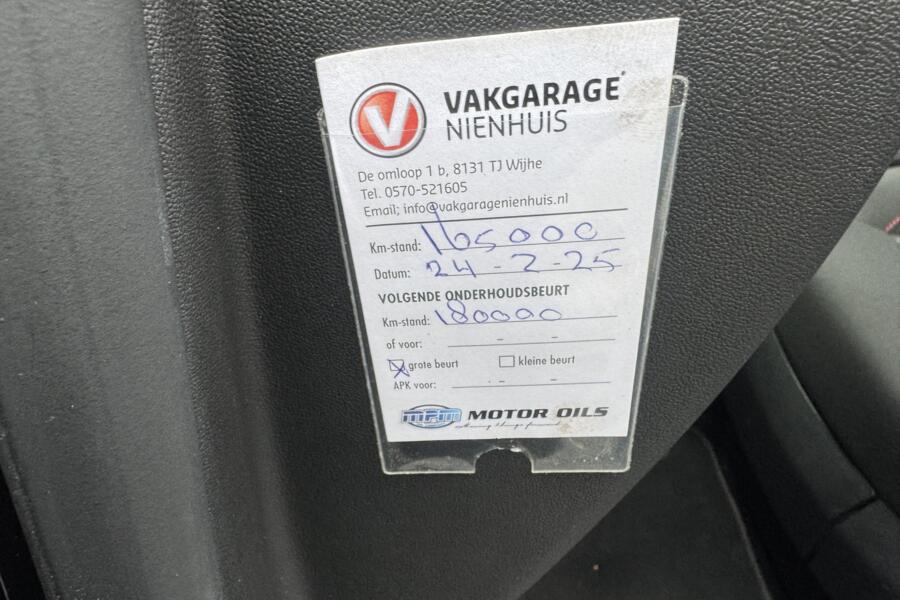 V
VAKGARAGE
NIENHUIS
De omloop 1 b, 8131 TJ Wijhe
Tel. 0570-521605
Email; info@vakgaragenienhuis.nl
Km-stand: 165000
Datum: 24-2-25
VOLGENDE ONDERHOUDSBEURT
Km-stand: 180000
of voor: - -
grote beurt kleine beurt
APK voor: - -
MPM MOTOR OILS